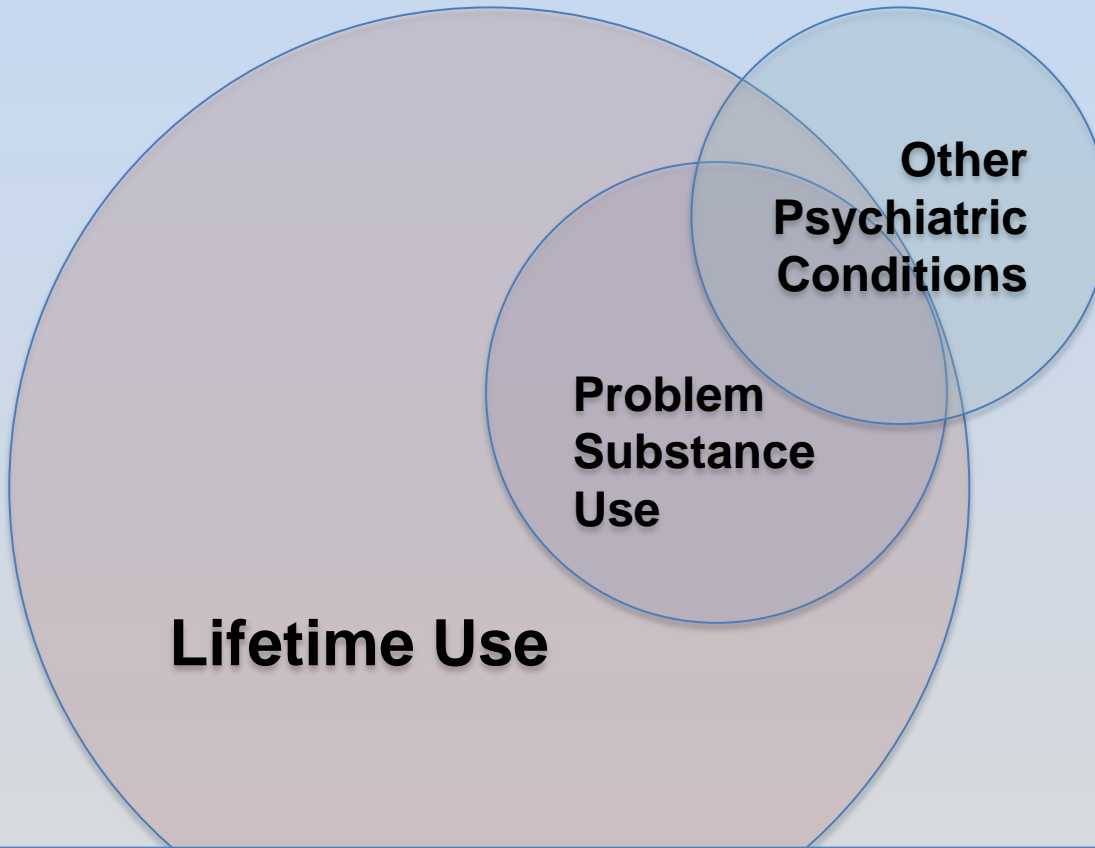 Other
Psychiatric
Conditions
Problem
Substance
Use
Lifetime Use